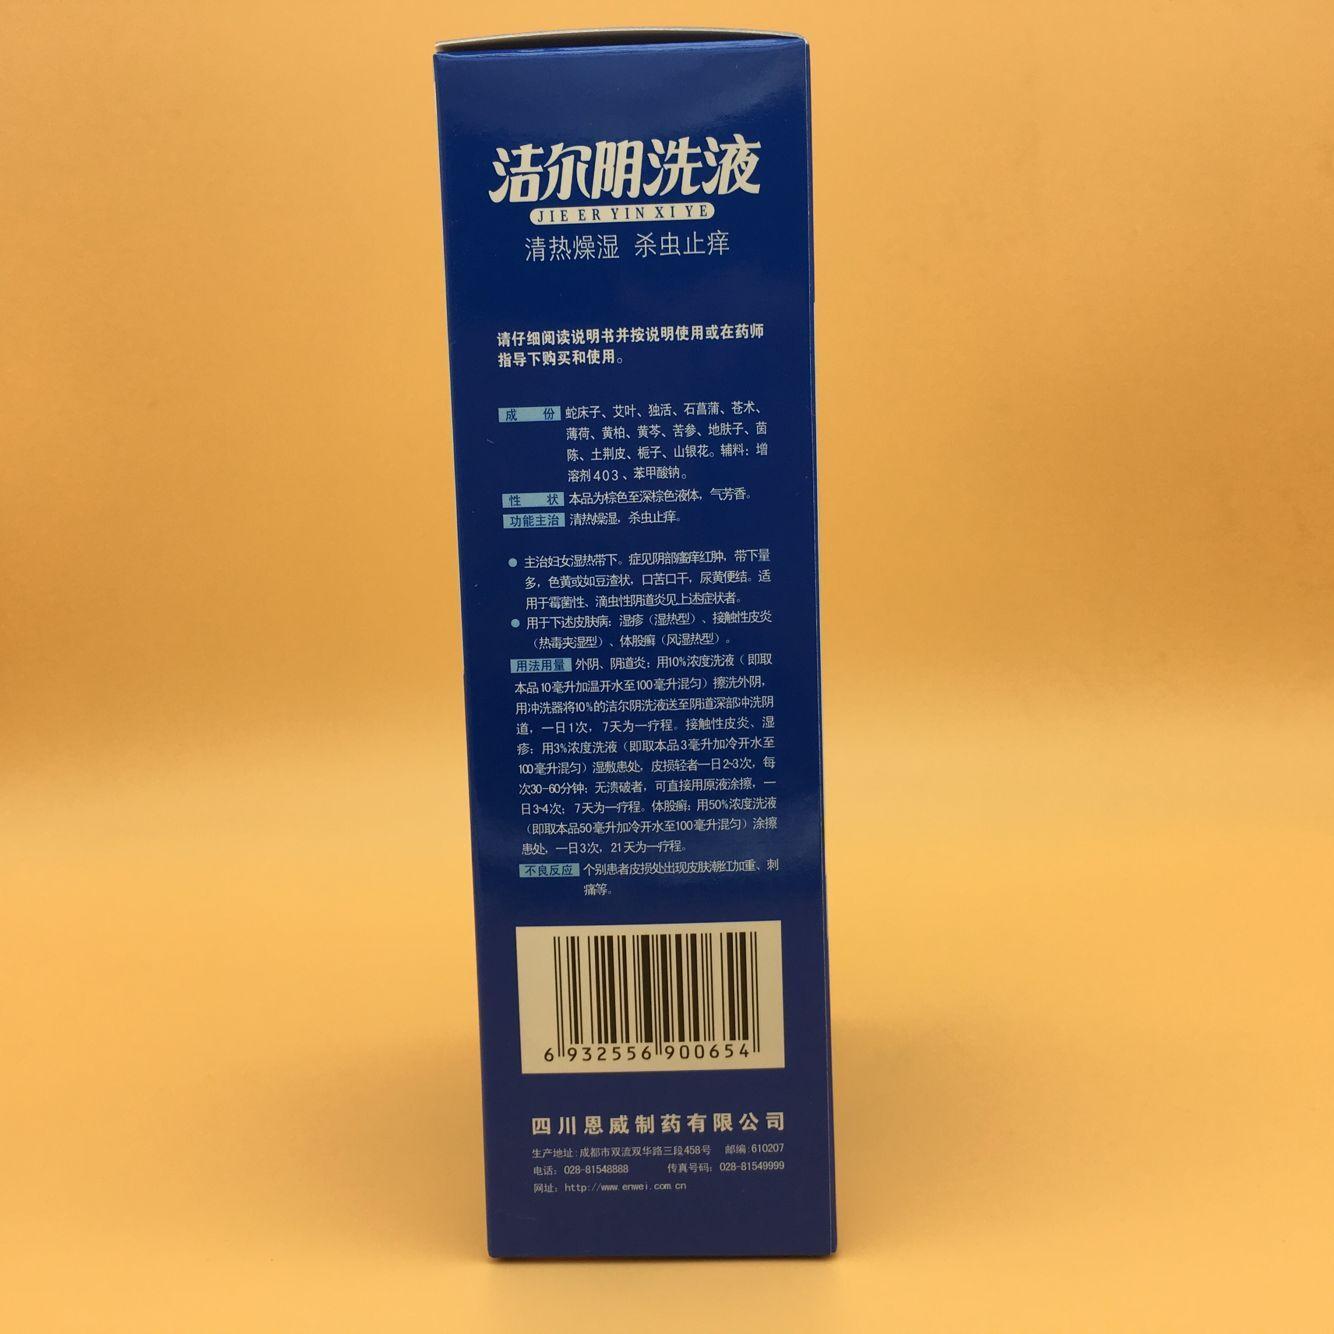 洁尔阴洗液
JIE ER YIN XI YE
清热燥湿 杀虫止痒
请仔细阅读说明书并按说明使用或在药师
指导下购买和使用。
成 份 蛇床子、艾叶、独活、石菖蒲、苍术、
薄荷、黄柏、黄芩、苦参、地肤子、茵
陈、土荆皮、栀子、山银花。辅料：增
溶剂403、苯甲酸钠。
性 状 本品为棕色至深棕色液体，气芳香。
功能主治 清热燥湿，杀虫止痒。
● 主治妇女湿热带下。症见阴部瘙痒红肿，带下量
多，色黄或如豆渣状，口苦口干，尿黄便结。适
用于霉菌性、滴虫性阴道炎见上述症状者。
● 用于下述皮肤病：湿疹（湿热型）、接触性皮炎
（热毒夹湿型）、体股癣（风湿热型）。
用法用量 外阴、阴道炎：用10%浓度洗液（即取
本品10毫升加温开水至100毫升混匀）擦洗外阴，
用冲洗器将10%的洁尔阴洗液送至阴道深部冲洗阴
道，一日1次，7天为一疗程。接触性皮炎、湿
疹：用3%浓度洗液（即取本品3毫升加冷开水至
100毫升混匀）湿敷患处，皮损轻者一日2-3次，每
次30-60分钟；无溃破者，可直接用原液涂擦，一
日3-4次；7天为一疗程。体股癣：用50%浓度洗液
（即取本品50毫升加冷开水至100毫升混匀）涂擦
患处，一日3次，21天为一疗程。
不良反应 个别患者皮损处出现皮肤潮红加重、刺
痛等。
6 932556 900654
四川恩威制药有限公司
生产地址：成都市双流双华路三段458号 邮编：610207
电话：028-81548888 传真号码：028-81549999
网址：http://www.enwei.com.cn